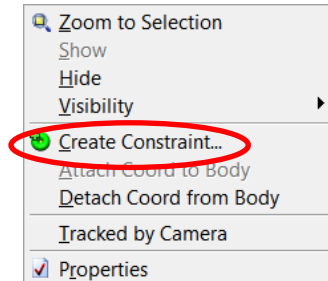 Zoom to Selection
Show
Hide
Visibility
Create Constraint...
Attach Coord to Body
Detach Coord from Body
Tracked by Camera
Properties